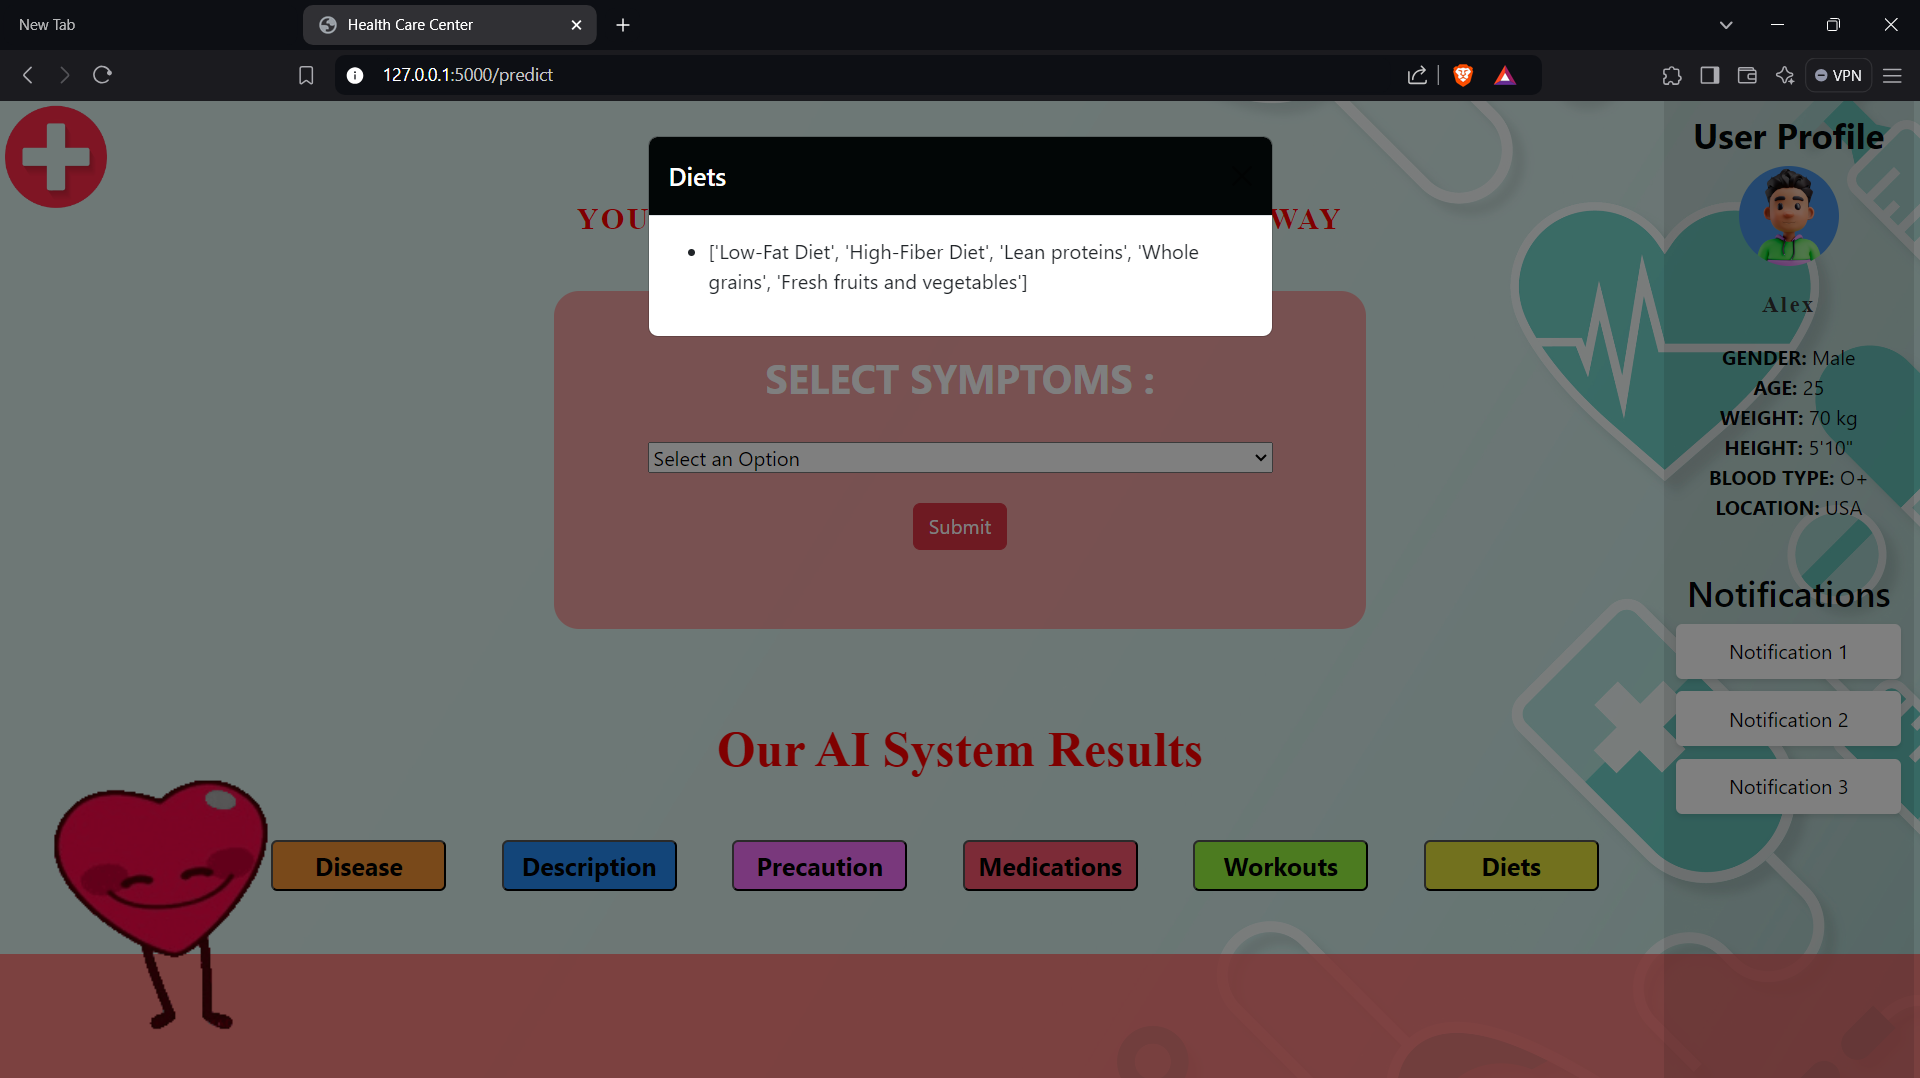 New Tab
Health Care Center
127.0.0.1:5000/predict
VPN
Diets
['Low-Fat Diet', 'High-Fiber Diet', 'Lean proteins', 'Whole
grains', 'Fresh fruits and vegetables']
WAY
SELECT SYMPTOMS :
Select an Option
Submit
Our AI System Results
Disease
Description
Precaution
Medications
Workouts
Diets
User Profile
Alex
GENDER: Male
AGE: 25
WEIGHT: 70 kg
HEIGHT: 5'10"
BLOOD TYPE: O+
LOCATION: USA
Notifications
Notification 1
Notification 2
Notification 3